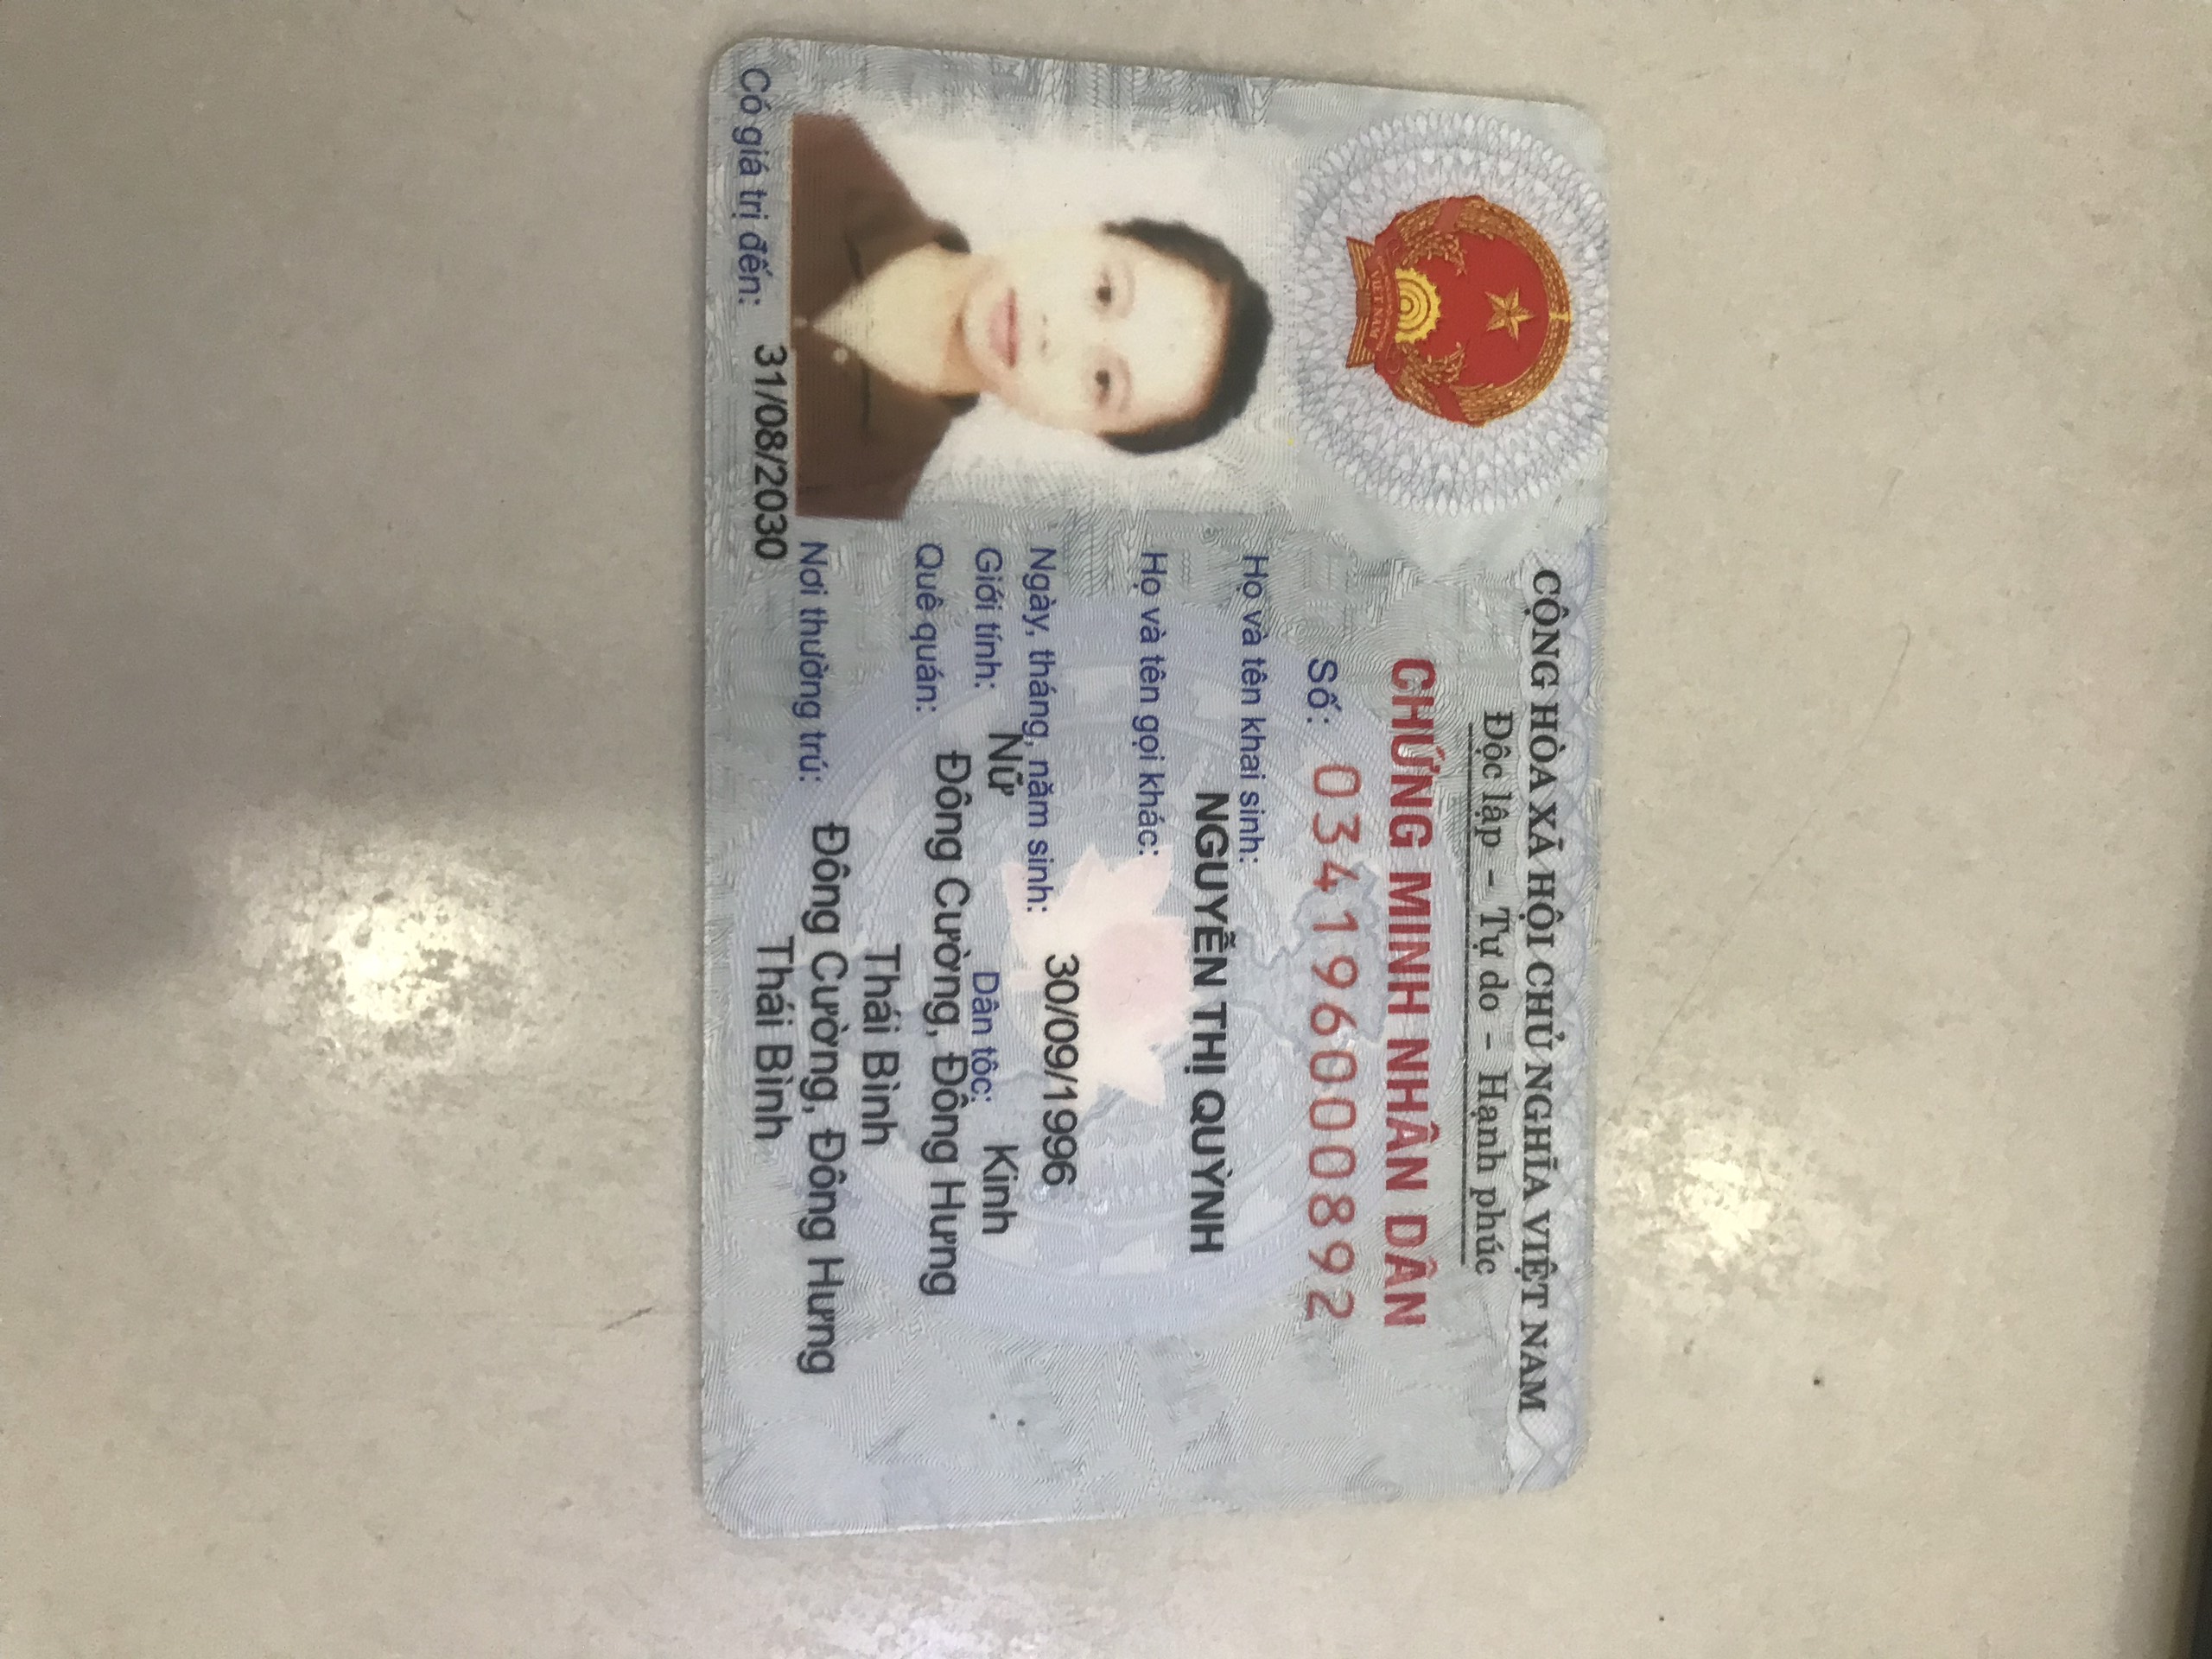 CỘNG HÒA XÃ HỘI CHỦ NGHĨA VIỆT NAM
Độc lập - Tự do - Hạnh phúc
CHỨNG MINH NHÂN DÂN
Số: 034196000892
Họ và tên khai sinh:
NGUYỄN THỊ QUỲNH
Họ và tên gọi khác:
Ngày, tháng, năm sinh: 30/09/1996
Giới tính: Nữ Dân tộc: Kinh
Quê quán: Đông Cường, Đông Hưng
Thái Bình
Nơi thường trú: Đông Cường, Đông Hưng
Thái Bình
Có giá trị đến: 31/08/2030
VIỆT NAM